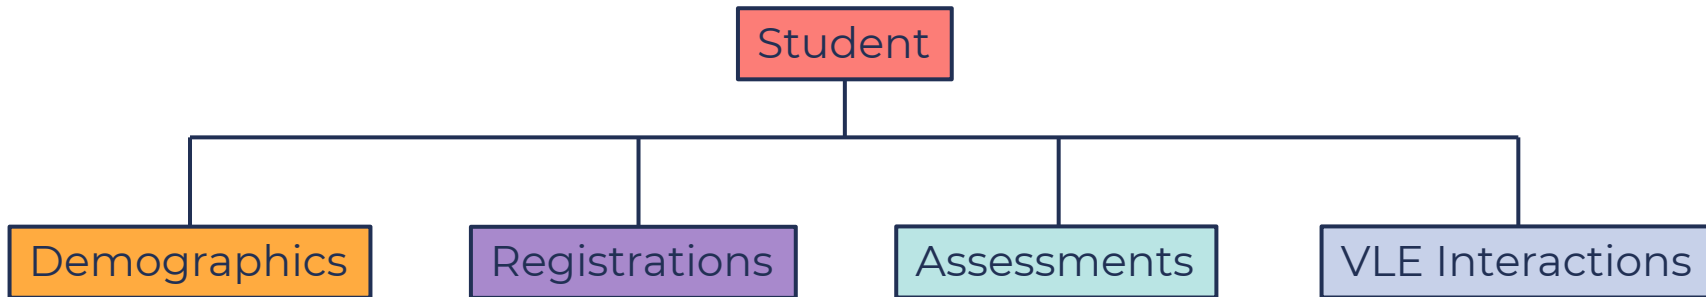 Student
Demographics
Registrations
Assessments
VLE Interactions